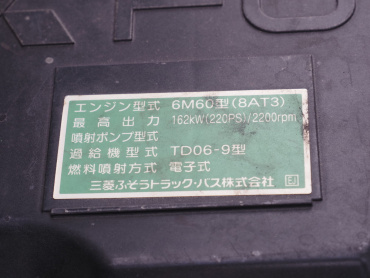 エンジン型式 6M60型(8AT3)
最高出力 162kW(220PS)/2200rpm
噴射ポンプ型式
過給機型式 TD06-9型
燃料噴射方式 電子式
三菱ふそうトラック・バス株式会社 EJ